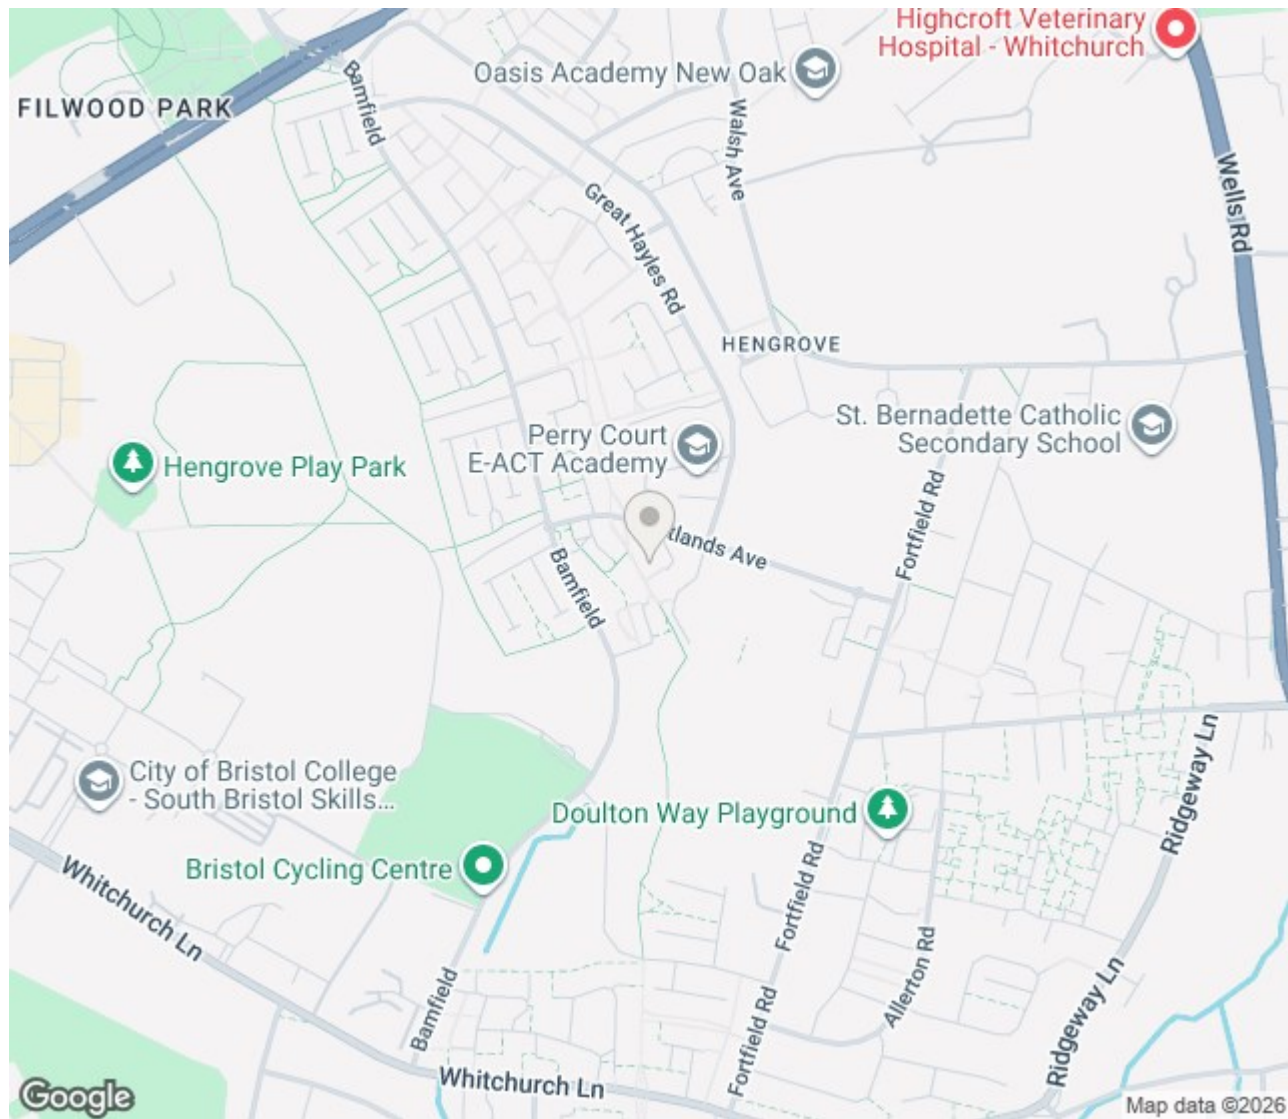 Highcroft Veterinary
Hospital - Whitchurch
Oasis Academy New Oak
FILWOOD PARK
Bamfield
Walsh Ave
Wells Rd
Great Hayles Rd
HENGROVE
St. Bernadette Catholic
Secondary School
Perry Court
E-ACT Academy
Hengrove Play Park
Fortfield Rd
tlands Ave
Bamfield
City of Bristol College
- South Bristol Skills...
Doulton Way Playground
Ridgeway Ln
Bristol Cycling Centre
Whitchurch Ln
Fortfield Rd
Allerton Rd
Bamfield
Fortfield Rd
Ridgeway Ln
Whitchurch Ln
Google
Map data ©2026